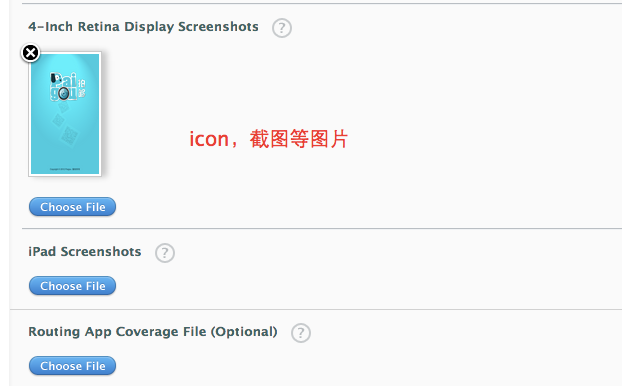 4-Inch Retina Display Screenshots ?
icon，截图等图片
Choose File
iPad Screenshots ?
Choose File
Routing App Coverage File (Optional) ?
Choose File